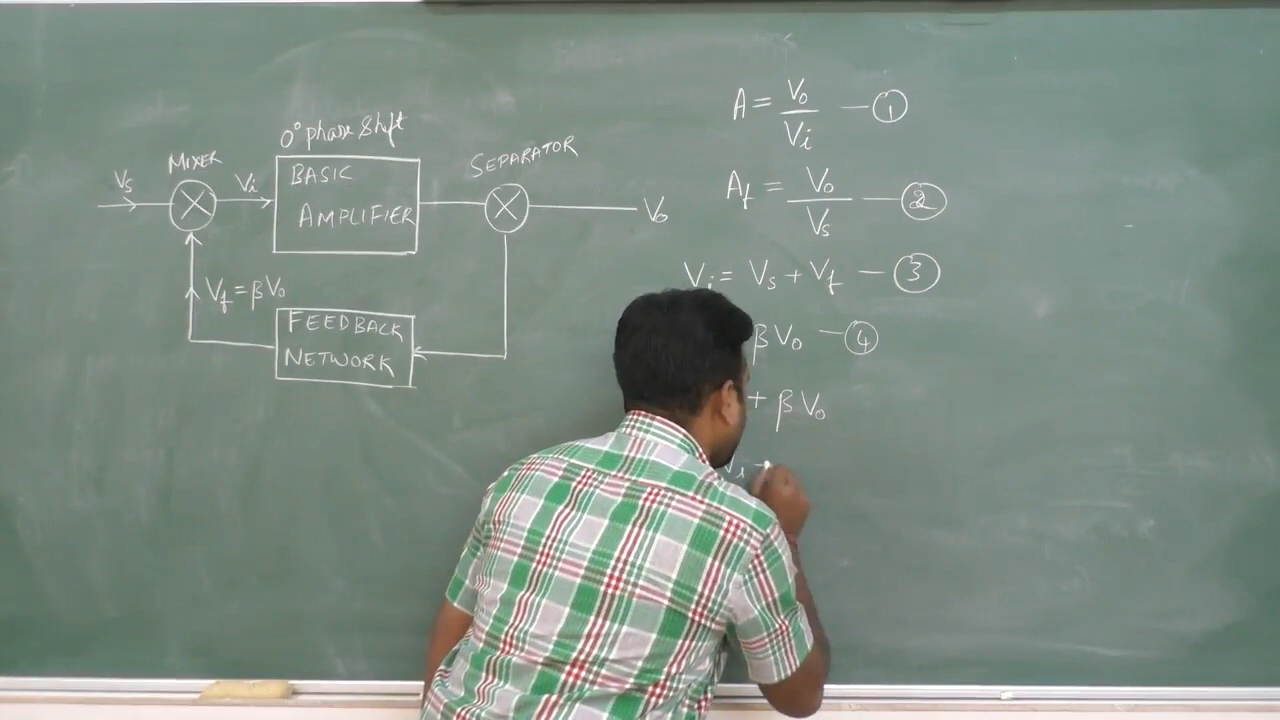 0° phase shift
MIXER
SEPARATOR
Vs
Vi
BASIC
AMPLIFIER
Vo
Vf = βVo
FEEDBACK
NETWORK
A = Vo / Vi — 1
Af = Vo / Vs — 2
Vi = Vs + Vf — 3
βVo — 4
+ βVo
Vi -